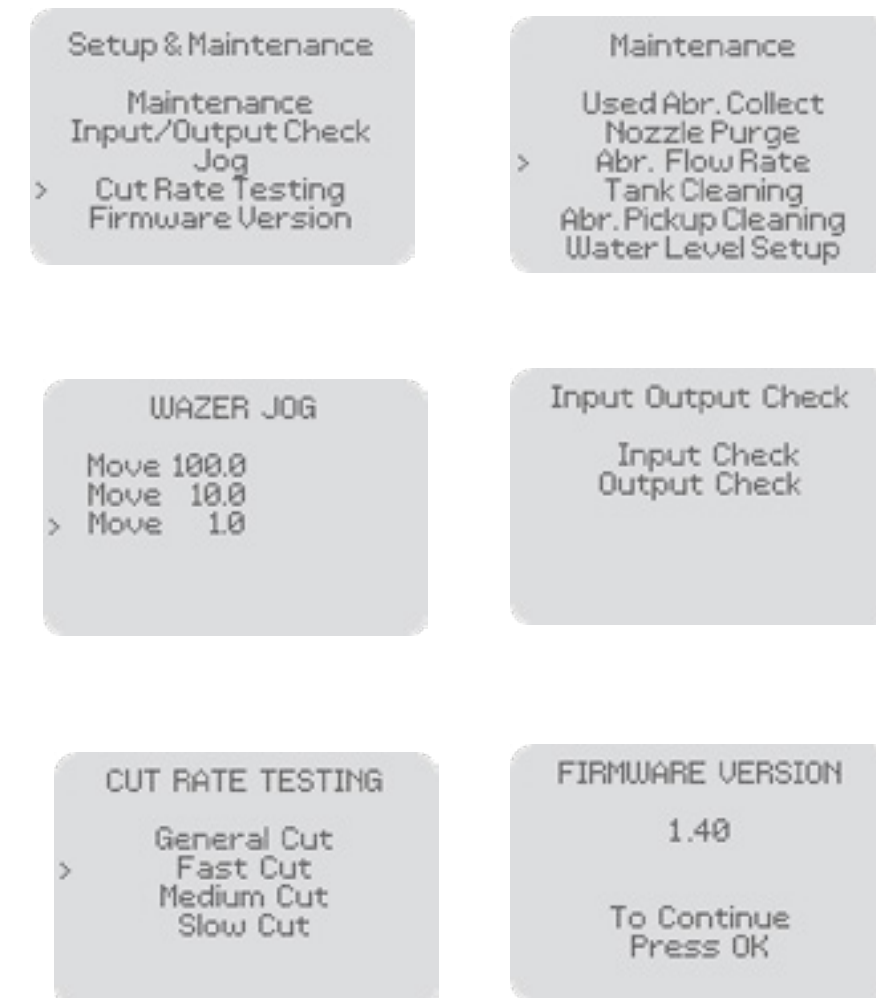 Setup & Maintenance
Maintenance
Input/Output Check
Jog
> Cut Rate Testing
Firmware Version
Maintenance
Used Abr. Collect
Nozzle Purge
> Abr. Flow Rate
Tank Cleaning
Abr. Pickup Cleaning
Water Level Setup
WAZER JOG
Move 100.0
Move 10.0
> Move 1.0
Input Output Check
Input Check
Output Check
CUT RATE TESTING
General Cut
> Fast Cut
Medium Cut
Slow Cut
FIRMWARE VERSION
1.40
To Continue
Press OK